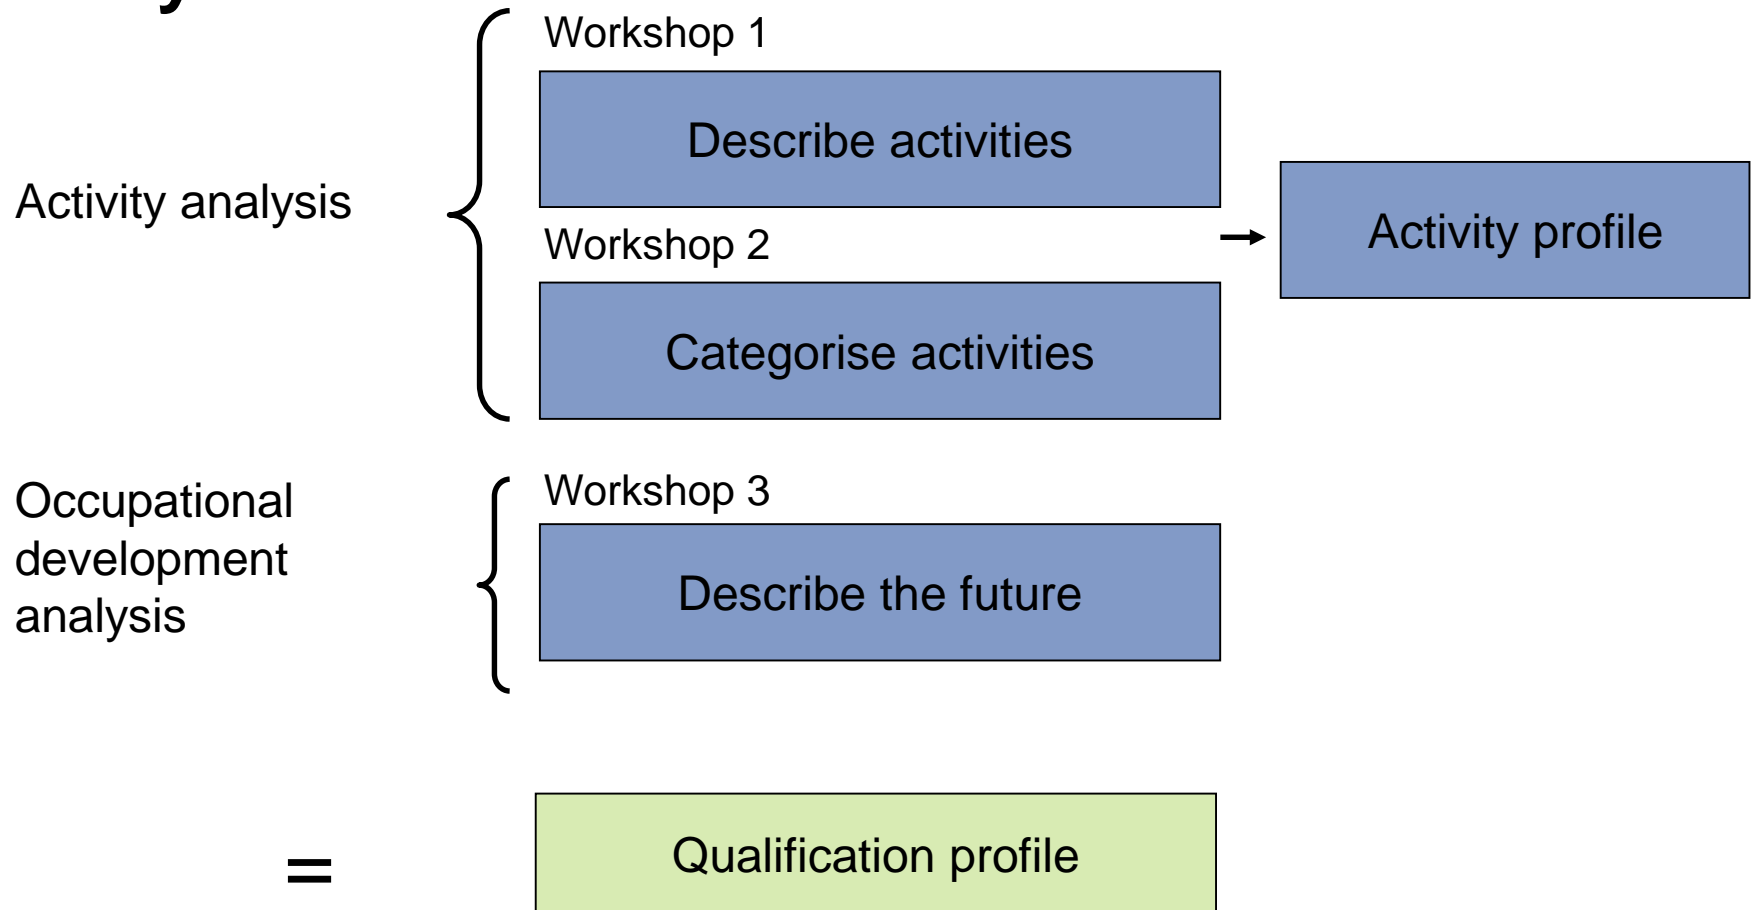 Workshop 1
Describe activities
Activity analysis
Activity profile
Workshop 2
Categorise activities
Occupational
development
analysis
Workshop 3
Describe the future
=
Qualification profile